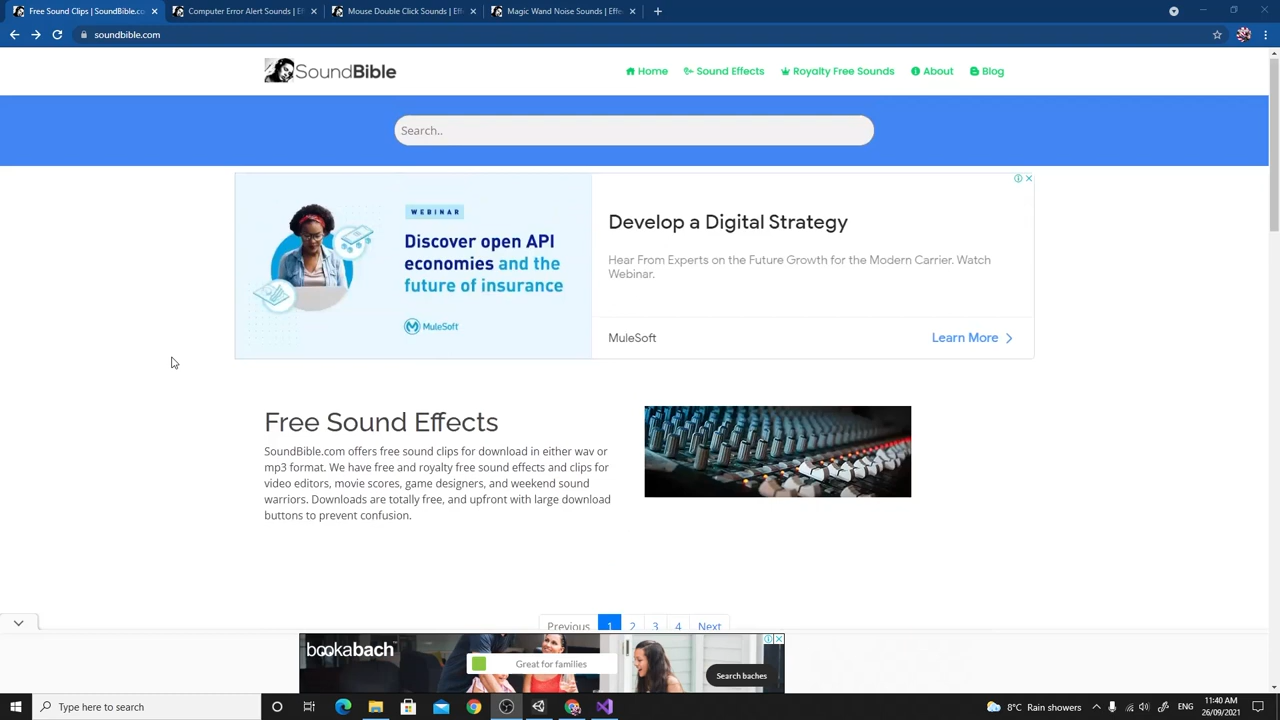 Free Sound Clips | SoundBible.co
Computer Error Alert Sounds | Ef
Mouse Double Click Sounds | Eff
Magic Wand Noise Sounds | Effec
soundbible.com
SoundBible
Home
Sound Effects
Royalty Free Sounds
About
Blog
Search..
WEBINAR
Discover open API
economies and the
future of insurance
MuleSoft
Develop a Digital Strategy
Hear From Experts on the Future Growth for the Modern Carrier. Watch
Webinar.
MuleSoft
Learn More
Free Sound Effects
SoundBible.com offers free sound clips for download in either wav or
mp3 format. We have free and royalty free sound effects and clips for
video editors, movie scores, game designers, and weekend sound
warriors. Downloads are totally free, and upfront with large download
buttons to prevent confusion.
Previous 1 2 3 4 Next
bookabach
Great for families
Search baches
Type here to search
8°C Rain showers
ENG
11:40 AM
26/09/2021